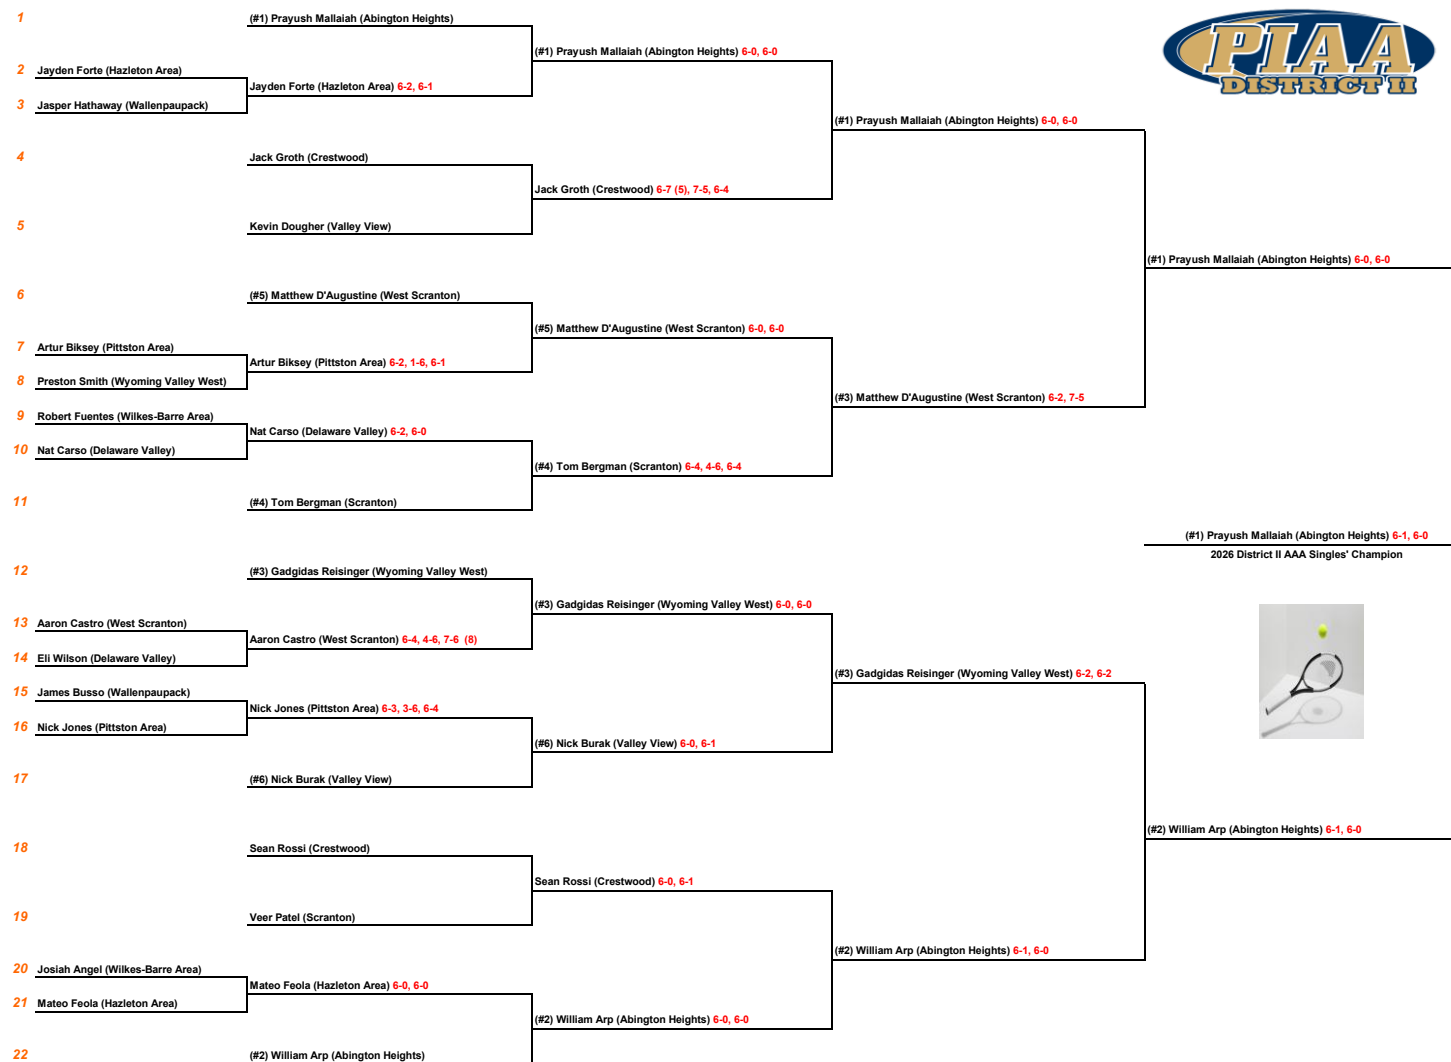 PIAA
DISTRICT II
1
(#1) Prayush Mallaiah (Abington Heights)
(#1) Prayush Mallaiah (Abington Heights) 6-0, 6-0
2 Jayden Forte (Hazleton Area)
Jayden Forte (Hazleton Area) 6-2, 6-1
3 Jasper Hathaway (Wallenpaupack)
(#1) Prayush Mallaiah (Abington Heights) 6-0, 6-0
4
Jack Groth (Crestwood)
Jack Groth (Crestwood) 6-7 (5), 7-5, 6-4
5
Kevin Dougher (Valley View)
(#1) Prayush Mallaiah (Abington Heights) 6-0, 6-0
6
(#5) Matthew D'Augustine (West Scranton)
(#5) Matthew D'Augustine (West Scranton) 6-0, 6-0
7 Artur Biksey (Pittston Area)
Artur Biksey (Pittston Area) 6-2, 1-6, 6-1
8 Preston Smith (Wyoming Valley West)
(#3) Matthew D'Augustine (West Scranton) 6-2, 7-5
9 Robert Fuentes (Wilkes-Barre Area)
Nat Carso (Delaware Valley) 6-2, 6-0
10 Nat Carso (Delaware Valley)
(#4) Tom Bergman (Scranton) 6-4, 4-6, 6-4
11
(#4) Tom Bergman (Scranton)
(#1) Prayush Mallaiah (Abington Heights) 6-1, 6-0
2026 District II AAA Singles' Champion
12
(#3) Gadgidas Reisinger (Wyoming Valley West)
(#3) Gadgidas Reisinger (Wyoming Valley West) 6-0, 6-0
13 Aaron Castro (West Scranton)
Aaron Castro (West Scranton) 6-4, 4-6, 7-6 (8)
14 Eli Wilson (Delaware Valley)
(#3) Gadgidas Reisinger (Wyoming Valley West) 6-2, 6-2
15 James Busso (Wallenpaupack)
Nick Jones (Pittston Area) 6-3, 3-6, 6-4
16 Nick Jones (Pittston Area)
(#6) Nick Burak (Valley View) 6-0, 6-1
17
(#6) Nick Burak (Valley View)
(#2) William Arp (Abington Heights) 6-1, 6-0
18
Sean Rossi (Crestwood)
Sean Rossi (Crestwood) 6-0, 6-1
19
Veer Patel (Scranton)
(#2) William Arp (Abington Heights) 6-1, 6-0
20 Josiah Angel (Wilkes-Barre Area)
Mateo Feola (Hazleton Area) 6-0, 6-0
21 Mateo Feola (Hazleton Area)
(#2) William Arp (Abington Heights) 6-0, 6-0
22
(#2) William Arp (Abington Heights)